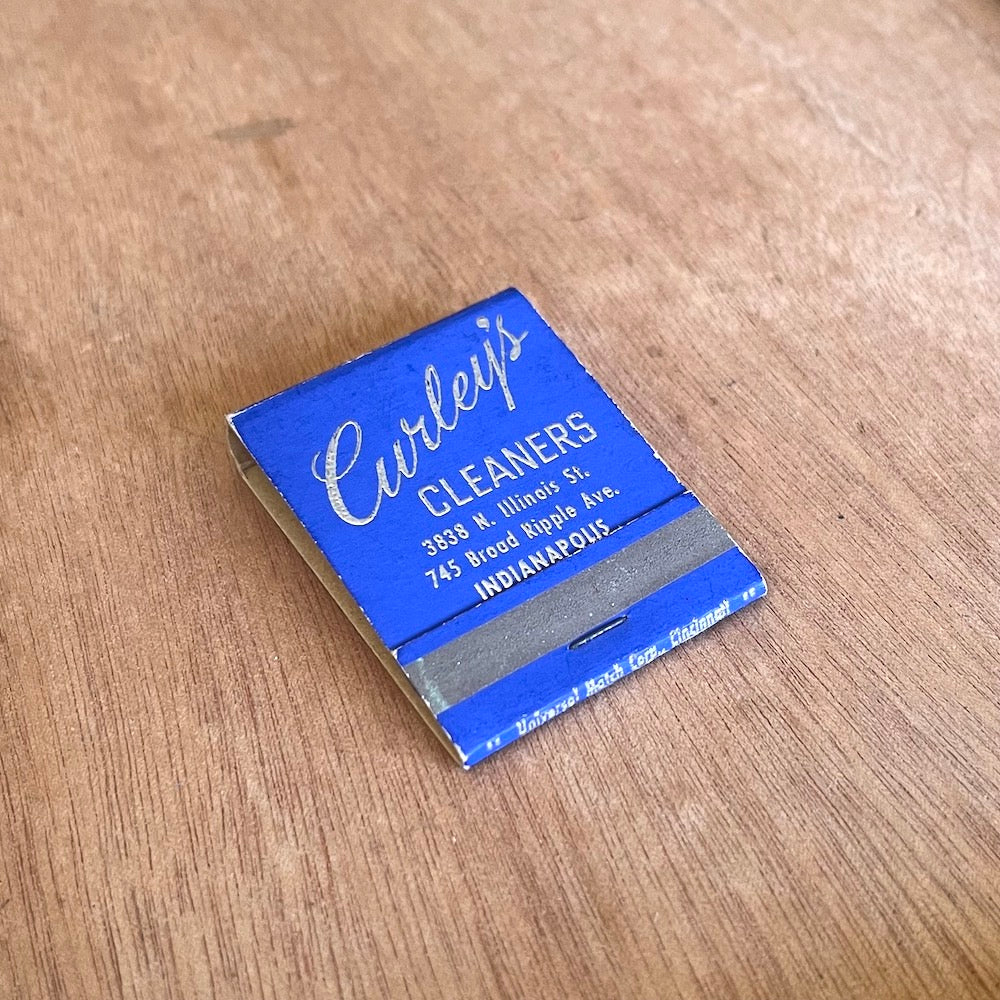 Curley's
CLEANERS
3838 N. Illinois St.
745 Broad Ripple Ave.
INDIANAPOLIS
Universal Match Corp., Cincinnati